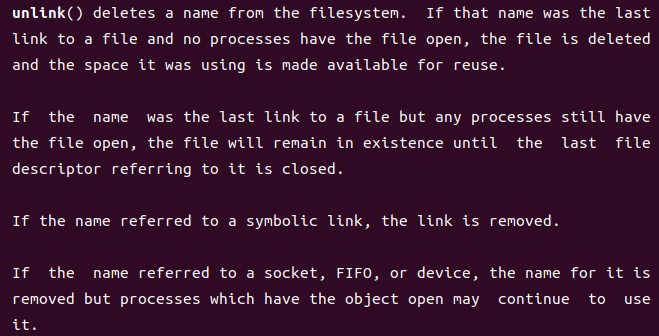 unlink() deletes a name from the filesystem.  If that name was the last
link to a file and no processes have the file open, the file is deleted
and the space it was using is made available for reuse.

If  the  name  was the last link to a file but any processes still have
the file open, the file will remain in existence until  the  last  file
descriptor referring to it is closed.

If the name referred to a symbolic link, the link is removed.

If  the  name referred to a socket, FIFO, or device, the name for it is
removed but processes which have the object open may  continue  to  use
it.